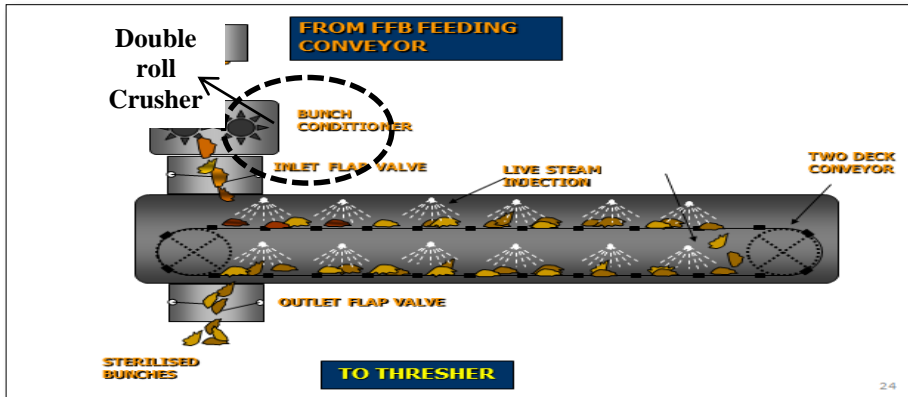 FROM FFB FEEDING
CONVEYOR
Double
roll
Crusher
BUNCH
CONDITIONER
INLET FLAP VALVE
LIVE STEAM
INJECTION
TWO DECK
CONVEYOR
OUTLET FLAP VALVE
STERILISED
BUNCHES
TO THRESHER
24